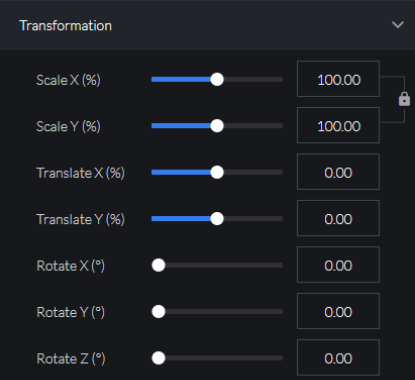 Transformation
Scale X (%) 100.00
Scale Y (%) 100.00
Translate X (%) 0.00
Translate Y (%) 0.00
Rotate X (°) 0.00
Rotate Y (°) 0.00
Rotate Z (°) 0.00